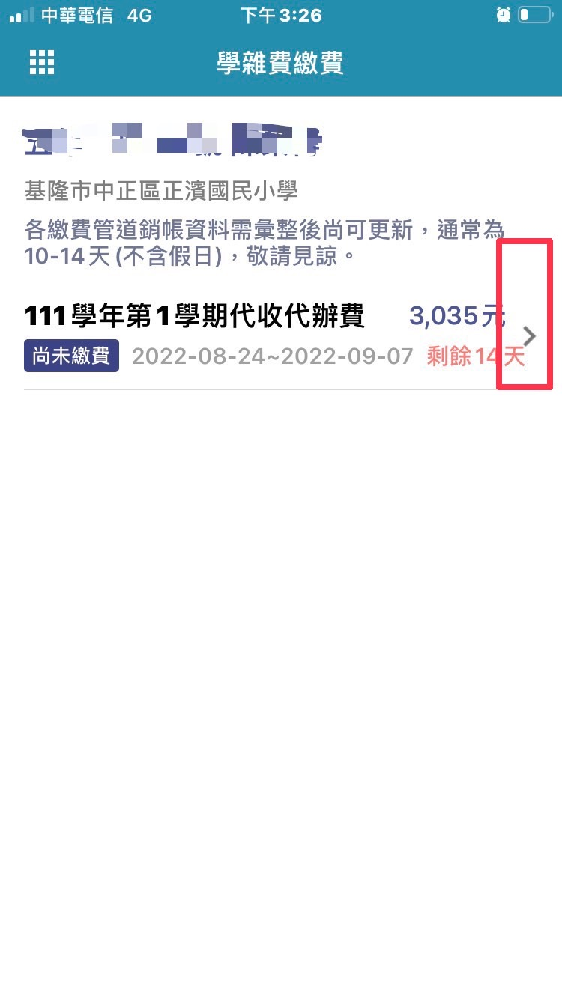 中華電信 4G 下午3:26
學雜費繳費
基隆市中正區正濱國民小學
各繳費管道銷帳資料需彙整後尚可更新，通常為
10-14天(不含假日)，敬請見諒。
111學年第1學期代收代辦費 3,035元
尚未繳費 2022-08-24~2022-09-07 剩餘14天